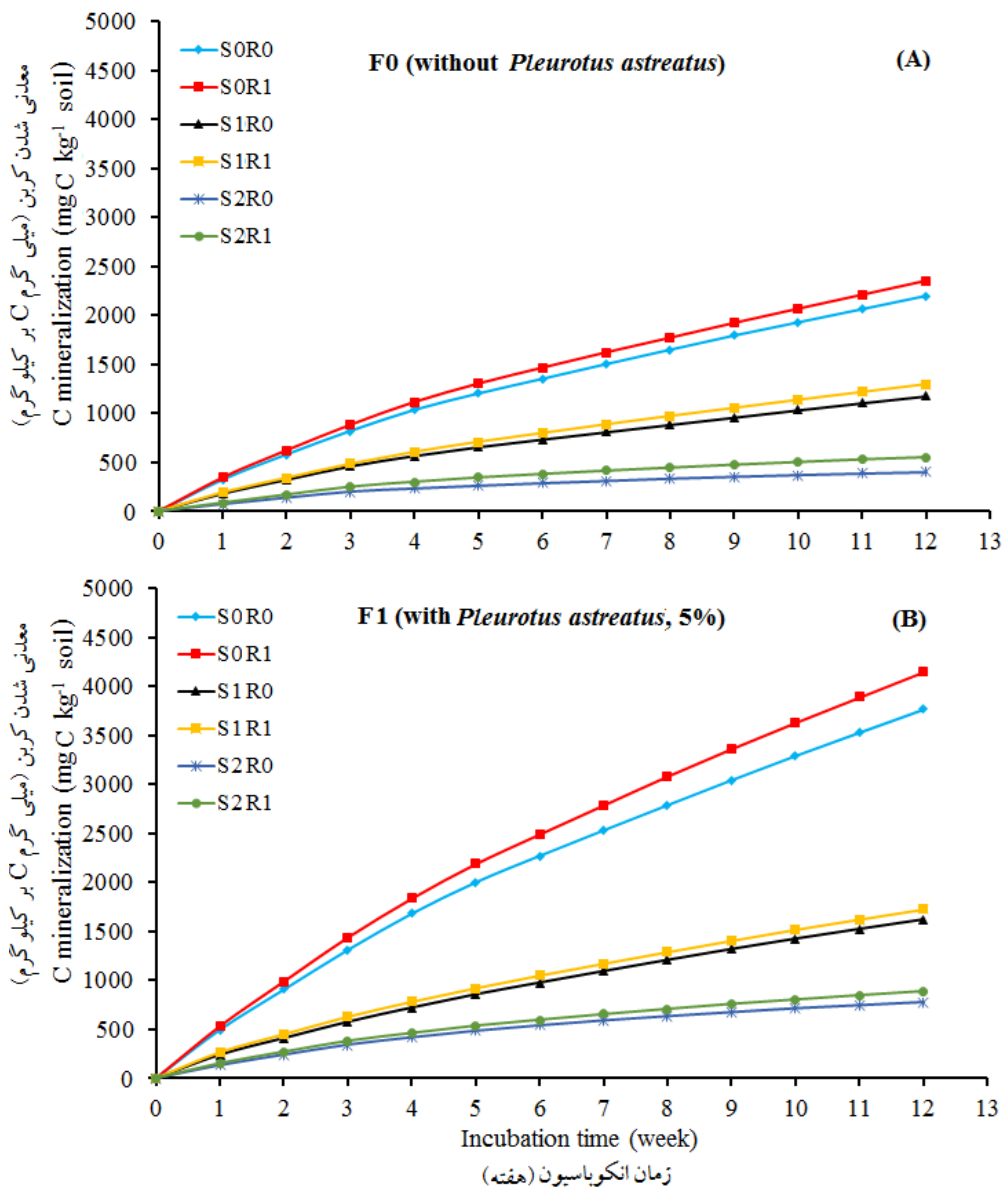 F0 (without Pleurotus astreatus)
(A)
S0R0
S0R1
S1R0
S1R1
S2R0
S2R1
معدنی شدن کربن (میلی گرم C بر کیلوگرم)
C mineralization (mg C kg⁻¹ soil)
5000
4500
4000
3500
3000
2500
2000
1500
1000
500
0
0 1 2 3 4 5 6 7 8 9 10 11 12 13
F1 (with Pleurotus astreatus, 5%)
(B)
S0R0
S0R1
S1R0
S1R1
S2R0
S2R1
معدنی شدن کربن (میلی گرم C بر کیلوگرم)
C mineralization (mg C kg⁻¹ soil)
5000
4500
4000
3500
3000
2500
2000
1500
1000
500
0
0 1 2 3 4 5 6 7 8 9 10 11 12 13
Incubation time (week)
زمان انکوباسیون (هفته)